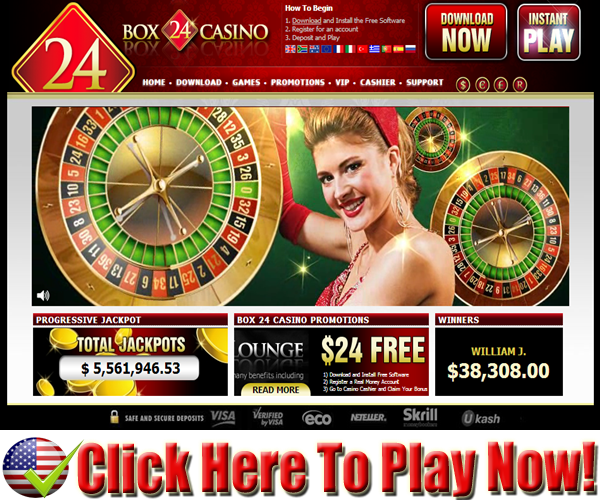 24
BOX 24 CASINO
How To Begin
1. Download and Install the Free Software
2. Register for an account
3. Deposit and Play
DOWNLOAD
NOW
INSTANT
PLAY
HOME • DOWNLOAD • GAMES • PROMOTIONS • VIP • CASHIER • SUPPORT
$ € £ R
PROGRESSIVE JACKPOT
TOTAL JACKPOTS
$ 5,561,946.53
BOX 24 CASINO PROMOTIONS
OUNGE
many benefits including
READ MORE
$24 FREE
1) Download and Install Free Software
2) Register a Real Money Account
3) Go to Casino Cashier and Claim Your Bonus
WINNERS
WILLIAM J.
$38,308.00
SAFE AND SECURE DEPOSITS VISA VERIFIED by VISA eco NETELLER. Skrill Ukash
Click Here To Play Now!